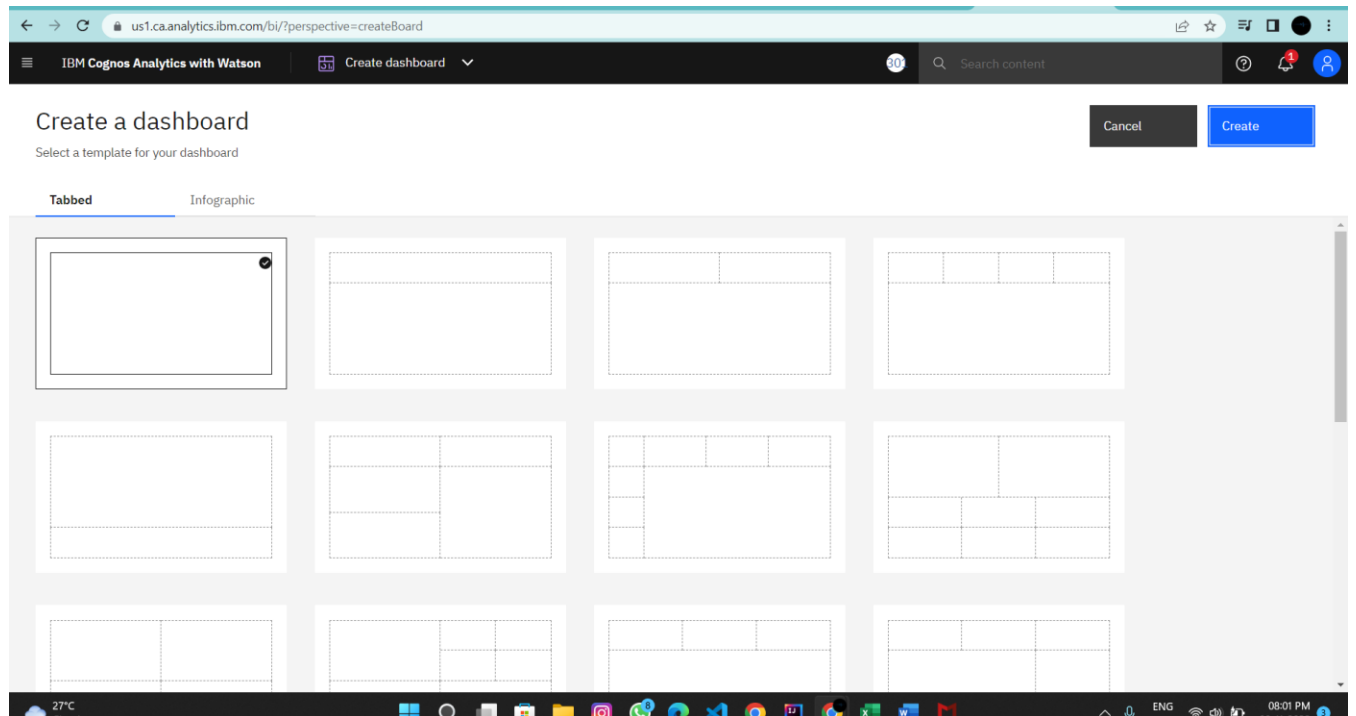 us1.ca.analytics.ibm.com/bi/?perspective=createBoard
IBM Cognos Analytics with Watson
Create dashboard
Search content
1
Create a dashboard
Cancel
Create
Select a template for your dashboard
Tabbed
Infographic
27°C
8
ENG
08:01 PM
3